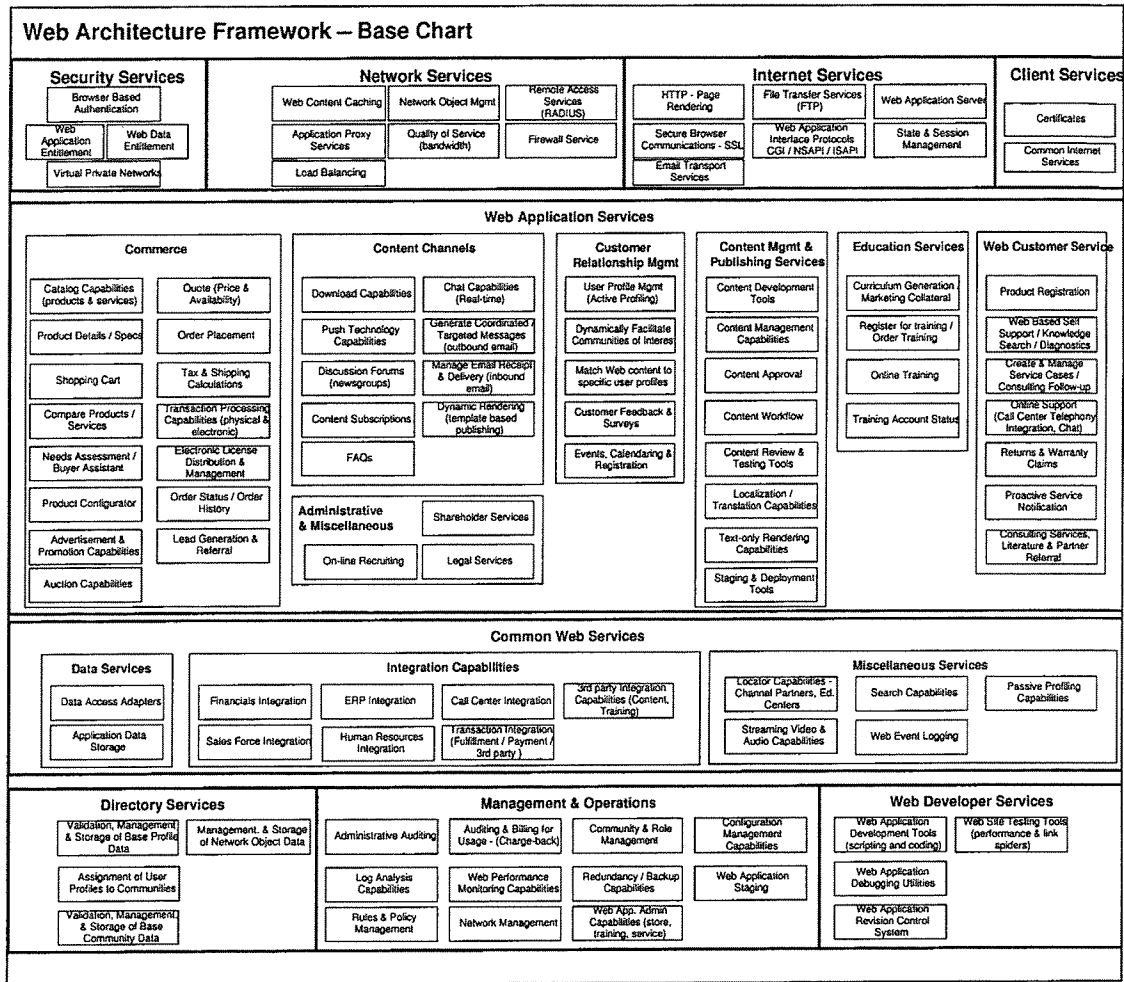 Web Architecture Framework – Base Chart
Security Services
Browser Based
Authentication
Web
Application
Entitlement
Web Data
Entitlement
Virtual Private Networks
Network Services
Web Content Caching
Network Object Mgmt
Remote Access
Services
(RADIUS)
Application Proxy
Services
Quality of Service
(bandwidth)
Firewall Service
Load Balancing
Internet Services
HTTP - Page
Rendering
File Transfer Services
(FTP)
Web Application Server
Secure Browser
Communications - SSL
Web Application
Interface Protocols
CGI / NSAPI / ISAPI
State & Session
Management
Email Transport
Services
Client Services
Certificates
Common Internet
Services
Web Application Services
Commerce
Catalog Capabilities
(products & services)
Quote (Price &
Availability)
Product Details / Specs
Order Placement
Shopping Cart
Tax & Shipping
Calculations
Compare Products /
Services
Transaction Processing
Capabilities (physical &
electronic)
Needs Assessment /
Buyer Assistant
Electronic License
Distribution &
Management
Product Configurator
Order Status / Order
History
Advertisement &
Promotion Capabilities
Lead Generation &
Referral
Auction Capabilities
Content Channels
Download Capabilities
Chat Capabilities
(Real-time)
Push Technology
Capabilities
Generate Coordinated /
Targeted Messages
(outbound email)
Discussion Forums
(newsgroups)
Manage Email Receipt
& Delivery (inbound
email)
Content Subscriptions
Dynamic Rendering
(template based
publishing)
FAQs
Administrative
& Miscellaneous
Shareholder Services
On-line Recruiting
Legal Services
Customer
Relationship Mgmt
User Profile Mgmt
(Active Profiling)
Dynamically Facilitate
Communities of Interest
Match Web content to
specific user profiles
Customer Feedback &
Surveys
Events, Calendaring &
Registration
Content Mgmt &
Publishing Services
Content Development
Tools
Content Management
Capabilities
Content Approval
Content Workflow
Content Review &
Testing Tools
Localization /
Translation Capabilities
Text-only Rendering
Capabilities
Staging & Deployment
Tools
Education Services
Curriculum Generation /
Marketing Collateral
Register for training /
Order Training
Online Training
Training Account Status
Web Customer Service
Product Registration
Web Based Self
Support / Knowledge
Search / Diagnostics
Create & Manage
Service Cases /
Consulting Follow-up
Online Support
(Call Center Telephony
Integration, Chat)
Returns & Warranty
Claims
Proactive Service
Notification
Consulting Services,
Literature & Partner
Referral
Common Web Services
Data Services
Data Access Adapters
Application Data
Storage
Integration Capabilities
Financials Integration
ERP Integration
Call Center Integration
3rd party Integration
Capabilities (Content,
Training)
Sales Force Integration
Human Resources
Integration
Transaction Integration
(Fulfillment / Payment /
3rd party )
Miscellaneous Services
Locator Capabilities -
Channel Partners, Ed.
Centers
Search Capabilities
Passive Profiling
Capabilities
Streaming Video &
Audio Capabilities
Web Event Logging
Directory Services
Validation, Management
& Storage of Base Profile
Data
Management. & Storage
of Network Object Data
Assignment of User
Profiles to Communities
Validation, Management,
& Storage of Base
Community Data
Management & Operations
Administrative Auditing
Auditing & Billing for
Usage - (Charge-back)
Community & Role
Management
Configuration
Management
Capabilities
Log Analysis
Capabilities
Web Performance
Monitoring Capabilities
Redundancy / Backup
Capabilities
Web Application
Staging
Rules & Policy
Management
Network Management
Web App. Admin
Capabilities (store,
training, service)
Web Developer Services
Web Application
Development Tools
(scripting and coding)
Web Site Testing Tools
(performance & link
spiders)
Web Application
Debugging Utilities
Web Application
Revision Control
System